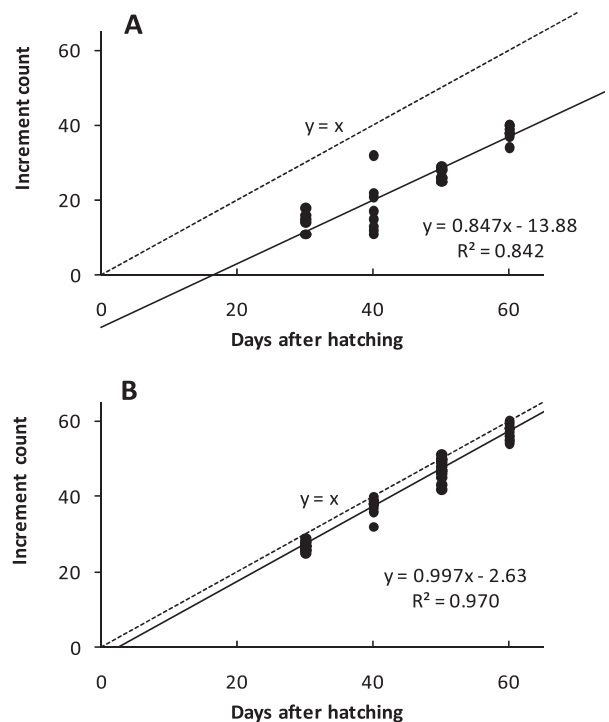 A
60
40
20
0
Increment count
y = x
y = 0.847x - 13.88
R² = 0.842
0 20 40 60
Days after hatching
B
60
40
20
0
Increment count
y = x
y = 0.997x - 2.63
R² = 0.970
0 20 40 60
Days after hatching